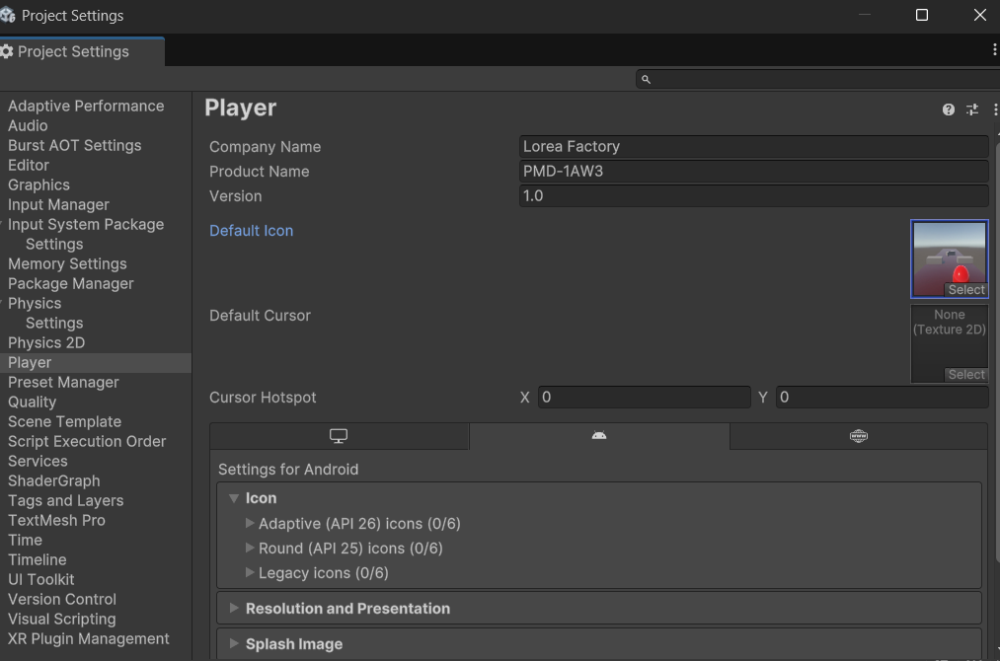 Project Settings
Project Settings
Adaptive Performance
Audio
Burst AOT Settings
Editor
Graphics
Input Manager
Input System Package
Settings
Memory Settings
Package Manager
Physics
Settings
Physics 2D
Player
Preset Manager
Quality
Scene Template
Script Execution Order
Services
ShaderGraph
Tags and Layers
TextMesh Pro
Time
Timeline
UI Toolkit
Version Control
Visual Scripting
XR Plugin Management
Player
Company Name Lorea Factory
Product Name PMD-1AW3
Version 1.0
Default Icon
Select
Default Cursor
None
(Texture 2D)
Select
Cursor Hotspot X 0 Y 0
www
Settings for Android
Icon
Adaptive (API 26) icons (0/6)
Round (API 25) icons (0/6)
Legacy icons (0/6)
Resolution and Presentation
Splash Image